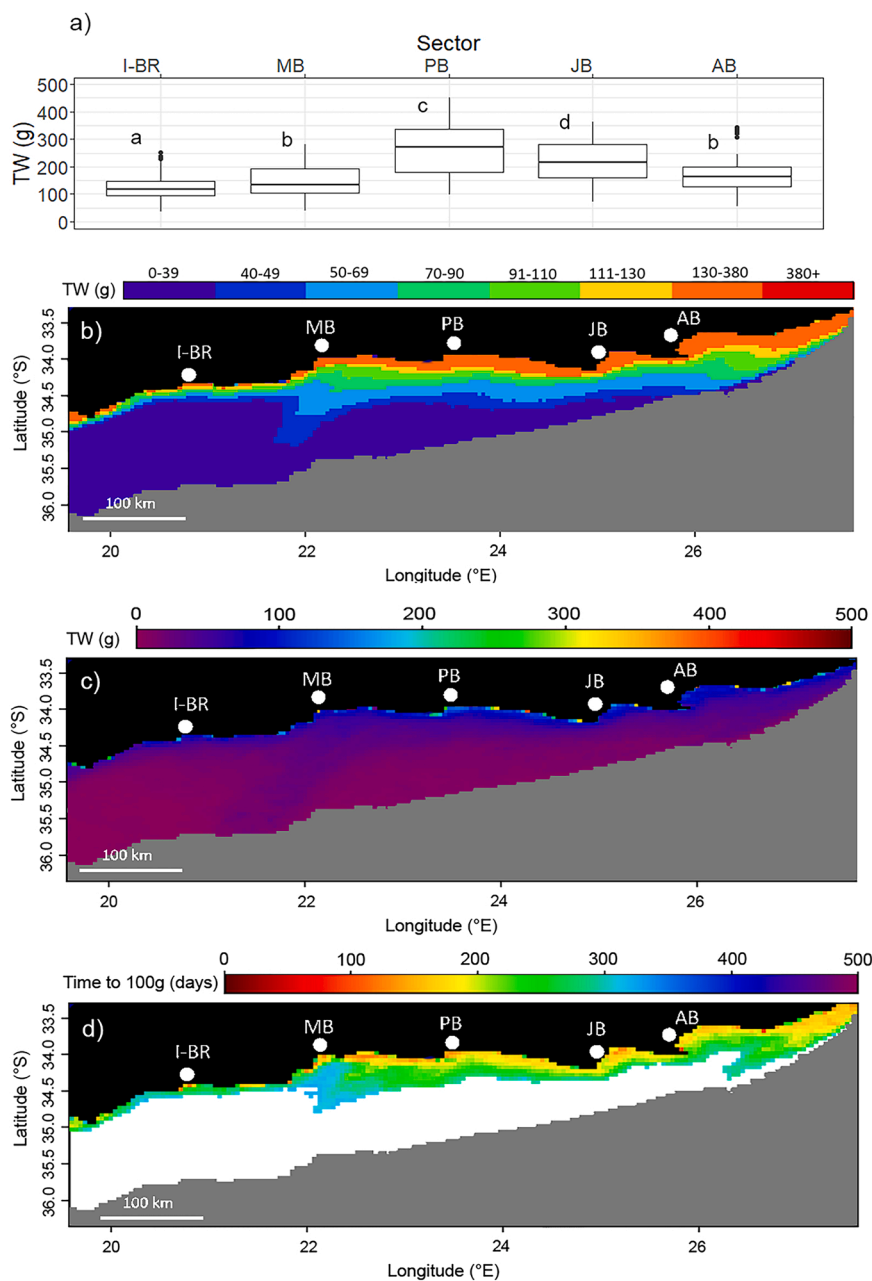 a)
Sector
I-BR MB PB JB AB
TW (g)
500
400
300
200
100
0
a b c d b
0-39 40-49 50-69 70-90 91-110 111-130 130-380 380+
TW (g)
b)
I-BR MB PB JB AB
Latitude (°S)
33.5
34.0
34.5
35.0
35.5
36.0
100 km
20 22 24 26
Longitude (°E)
0 100 200 300 400 500
TW (g)
c)
I-BR MB PB JB AB
Latitude (°S)
33.5
34.0
34.5
35.0
35.5
36.0
100 km
20 22 24 26
Longitude (°E)
0 100 200 300 400 500
Time to 100g (days)
d)
I-BR MB PB JB AB
Latitude (°S)
33.5
34.0
34.5
35.0
35.5
36.0
100 km
20 22 24 26
Longitude (°E)